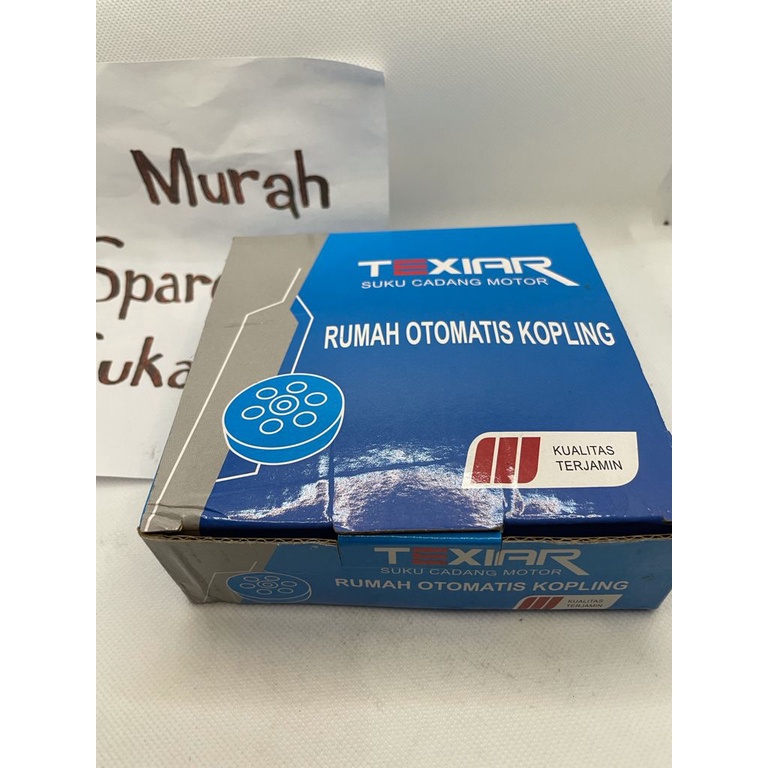 Murah
TEXIAR
SUKU CADANG MOTOR
RUMAH OTOMATIS KOPLING
KUALITAS
TERJAMIN
TEXIAR
SUKU CADANG MOTOR
RUMAH OTOMATIS KOPLING
KUALITAS
TERJAMIN